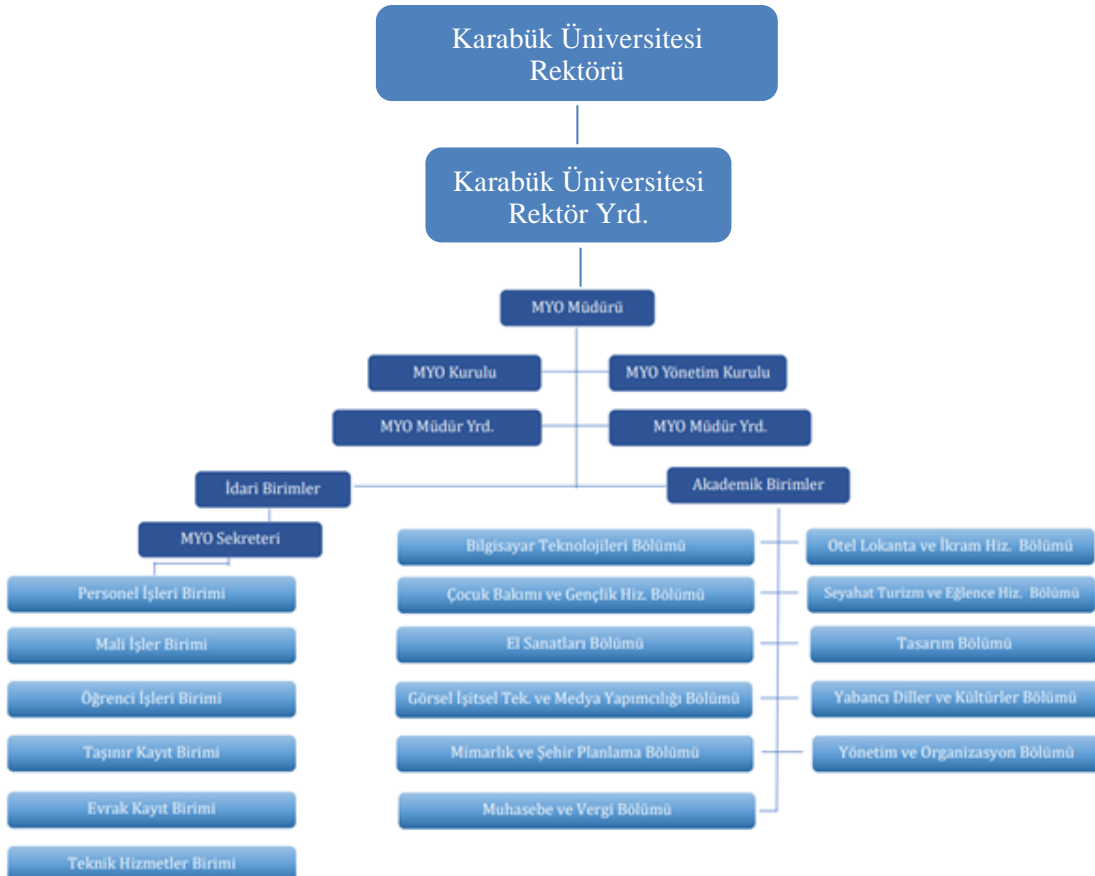 Karabük Üniversitesi
Rektörü
Karabük Üniversitesi
Rektör Yrd.
MYO Müdürü
MYO Kurulu
MYO Yönetim Kurulu
MYO Müdür Yrd.
MYO Müdür Yrd.
İdari Birimler
Akademik Birimler
MYO Sekreteri
Personel İşleri Birimi
Mali İşler Birimi
Öğrenci İşleri Birimi
Taşınır Kayıt Birimi
Evrak Kayıt Birimi
Teknik Hizmetler Birimi
Bilgisayar Teknolojileri Bölümü
Çocuk Bakımı ve Gençlik Hiz. Bölümü
El Sanatları Bölümü
Görsel İşitsel Tek. ve Medya Yapımcılığı Bölümü
Mimarlık ve Şehir Planlama Bölümü
Muhasebe ve Vergi Bölümü
Otel Lokanta ve İkram Hiz. Bölümü
Seyahat Turizm ve Eğlence Hiz. Bölümü
Tasarım Bölümü
Yabancı Diller ve Kültürler Bölümü
Yönetim ve Organizasyon Bölümü